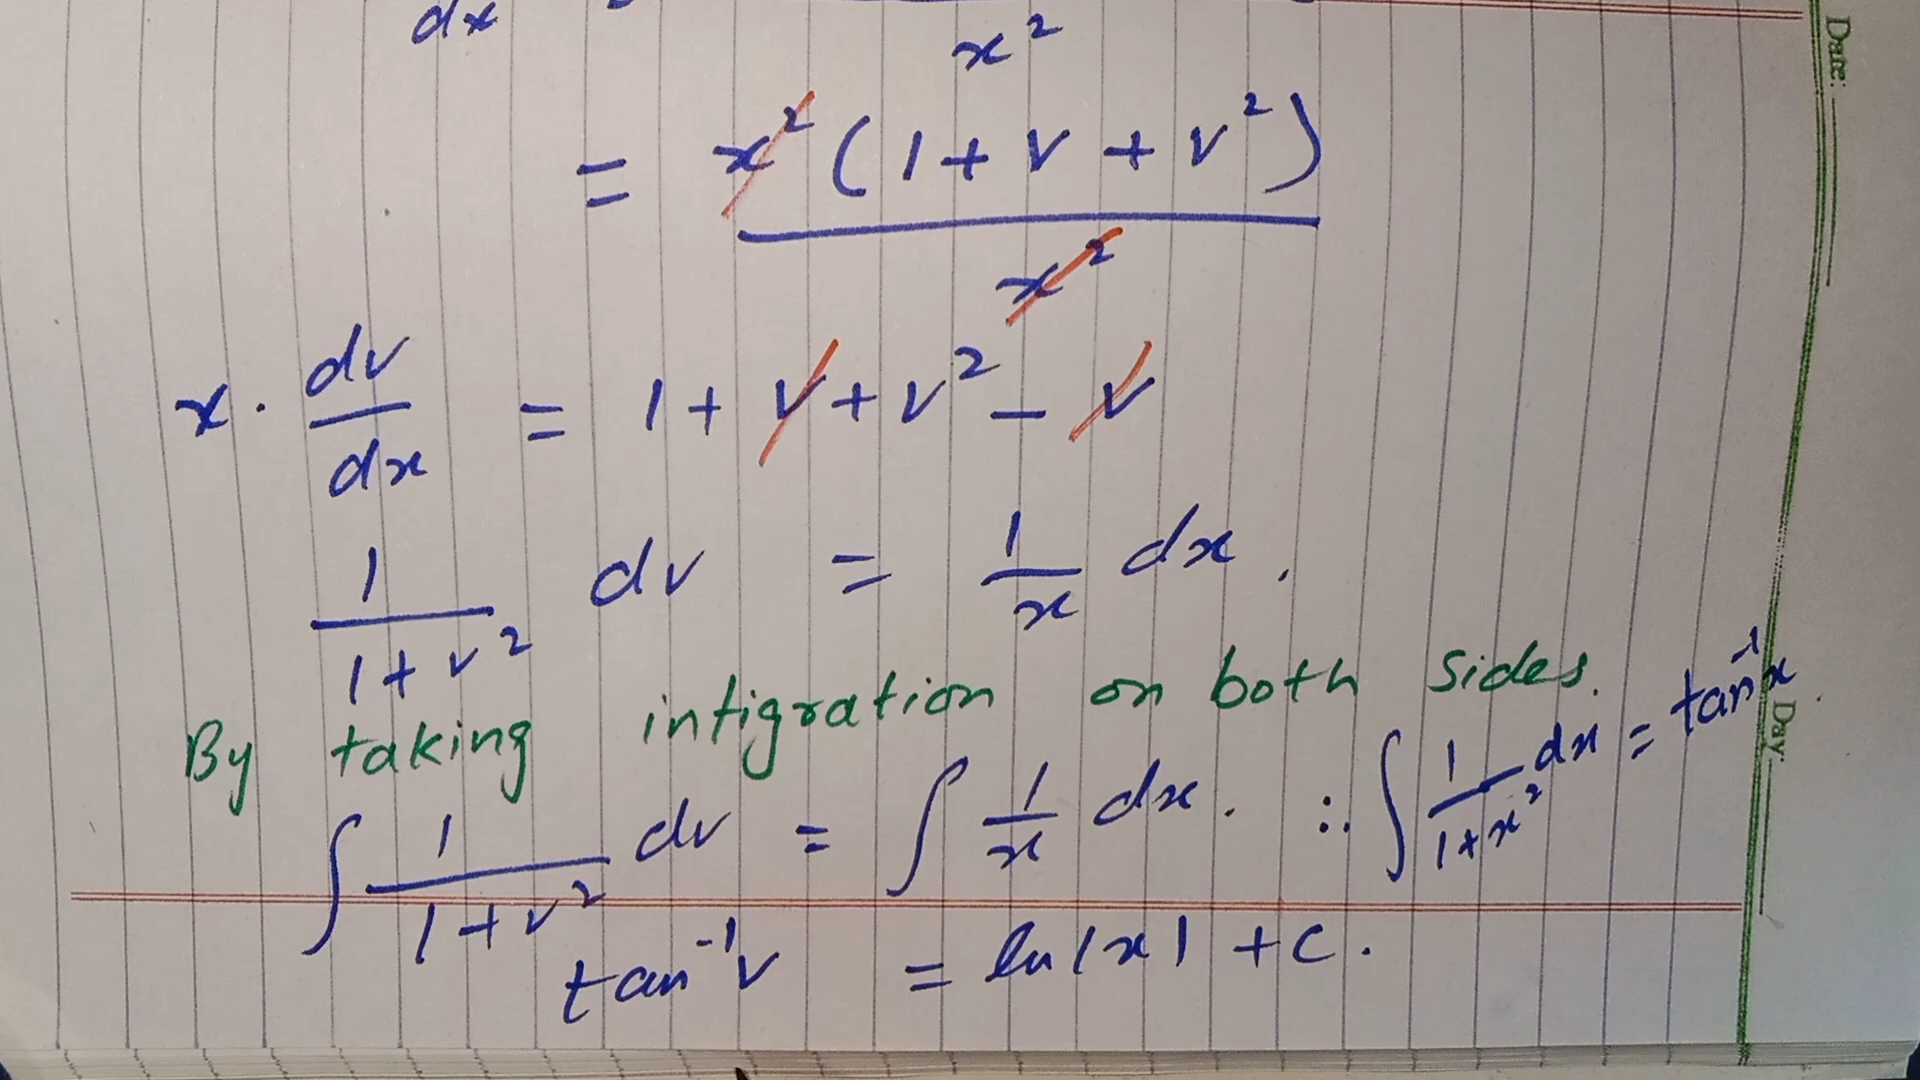 dx
x²
= x² (1 + v + v²)
x²
x . dv/dx = 1 + v + v² - v
1/(1 + v²) dv = 1/x dx .
By taking intigration on both sides.
∫ 1/(1 + v²) dv = ∫ 1/x dx . ∴ ∫ 1/(1 + x²) dx = tan⁻¹x
tan⁻¹v = ln |x| + c .
Date:
Day: